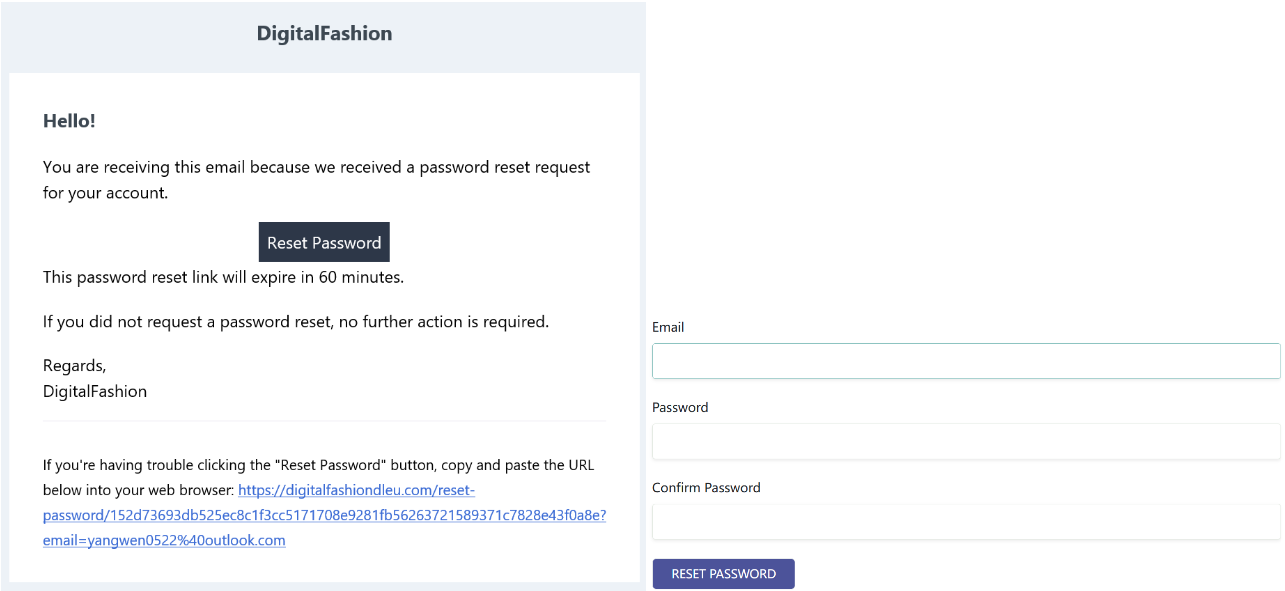 DigitalFashion
Hello!
You are receiving this email because we received a password reset request
for your account.
Reset Password
This password reset link will expire in 60 minutes.
If you did not request a password reset, no further action is required.
Regards,
DigitalFashion
If you're having trouble clicking the "Reset Password" button, copy and paste the URL
below into your web browser: https://digitalfashiondleu.com/reset-
password/152d73693db525ec8c1f3cc5171708e9281fb56263721589371c7828e43f0a8e?
email=yangwen0522%40outlook.com
Email
Password
Confirm Password
RESET PASSWORD